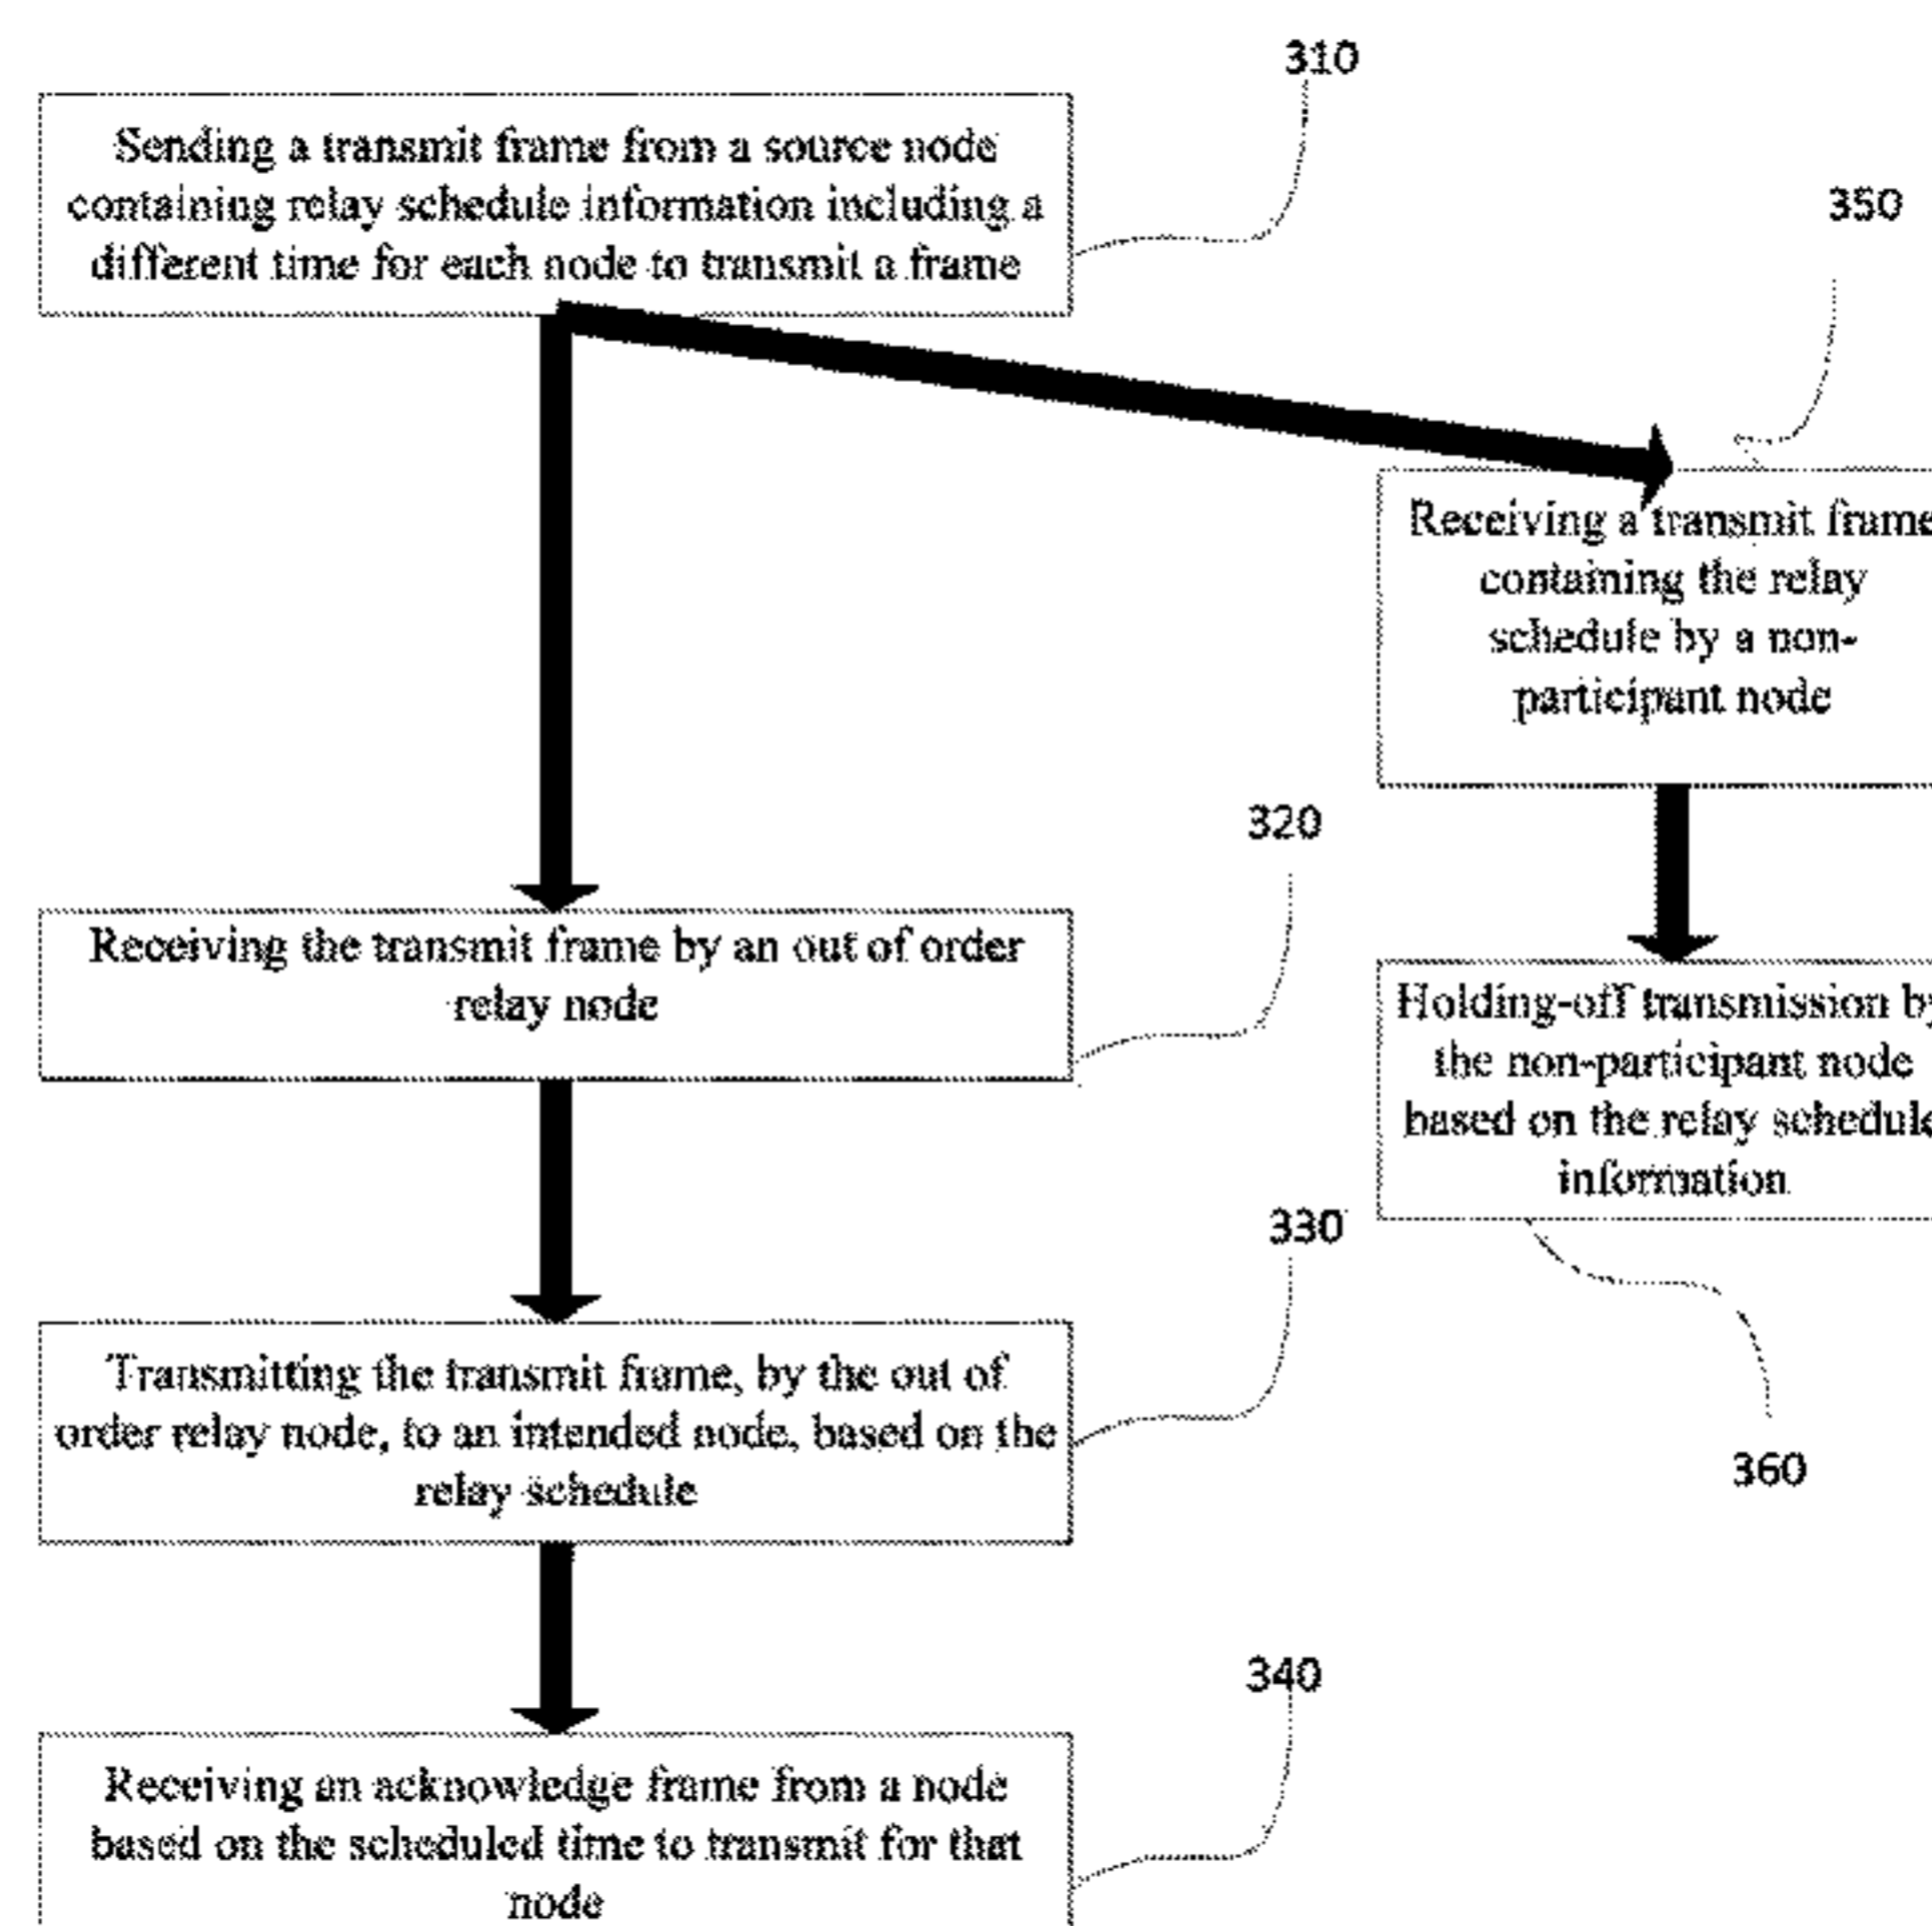 310
Sending a transmit frame from a source node
containing relay schedule information including a
different time for each node to transmit a frame
350
Receiving a transmit frame
containing the relay
schedule by a non-
participant node
320
Receiving the transmit frame by an out of order
relay node
Holding-off transmission by
the non-participant node
based on the relay schedule
information
330
Transmitting the transmit frame, by the out of
order relay node, to an intended node, based on the
relay schedule
360
340
Receiving an acknowledge frame from a node
based on the scheduled time to transmit for that
node